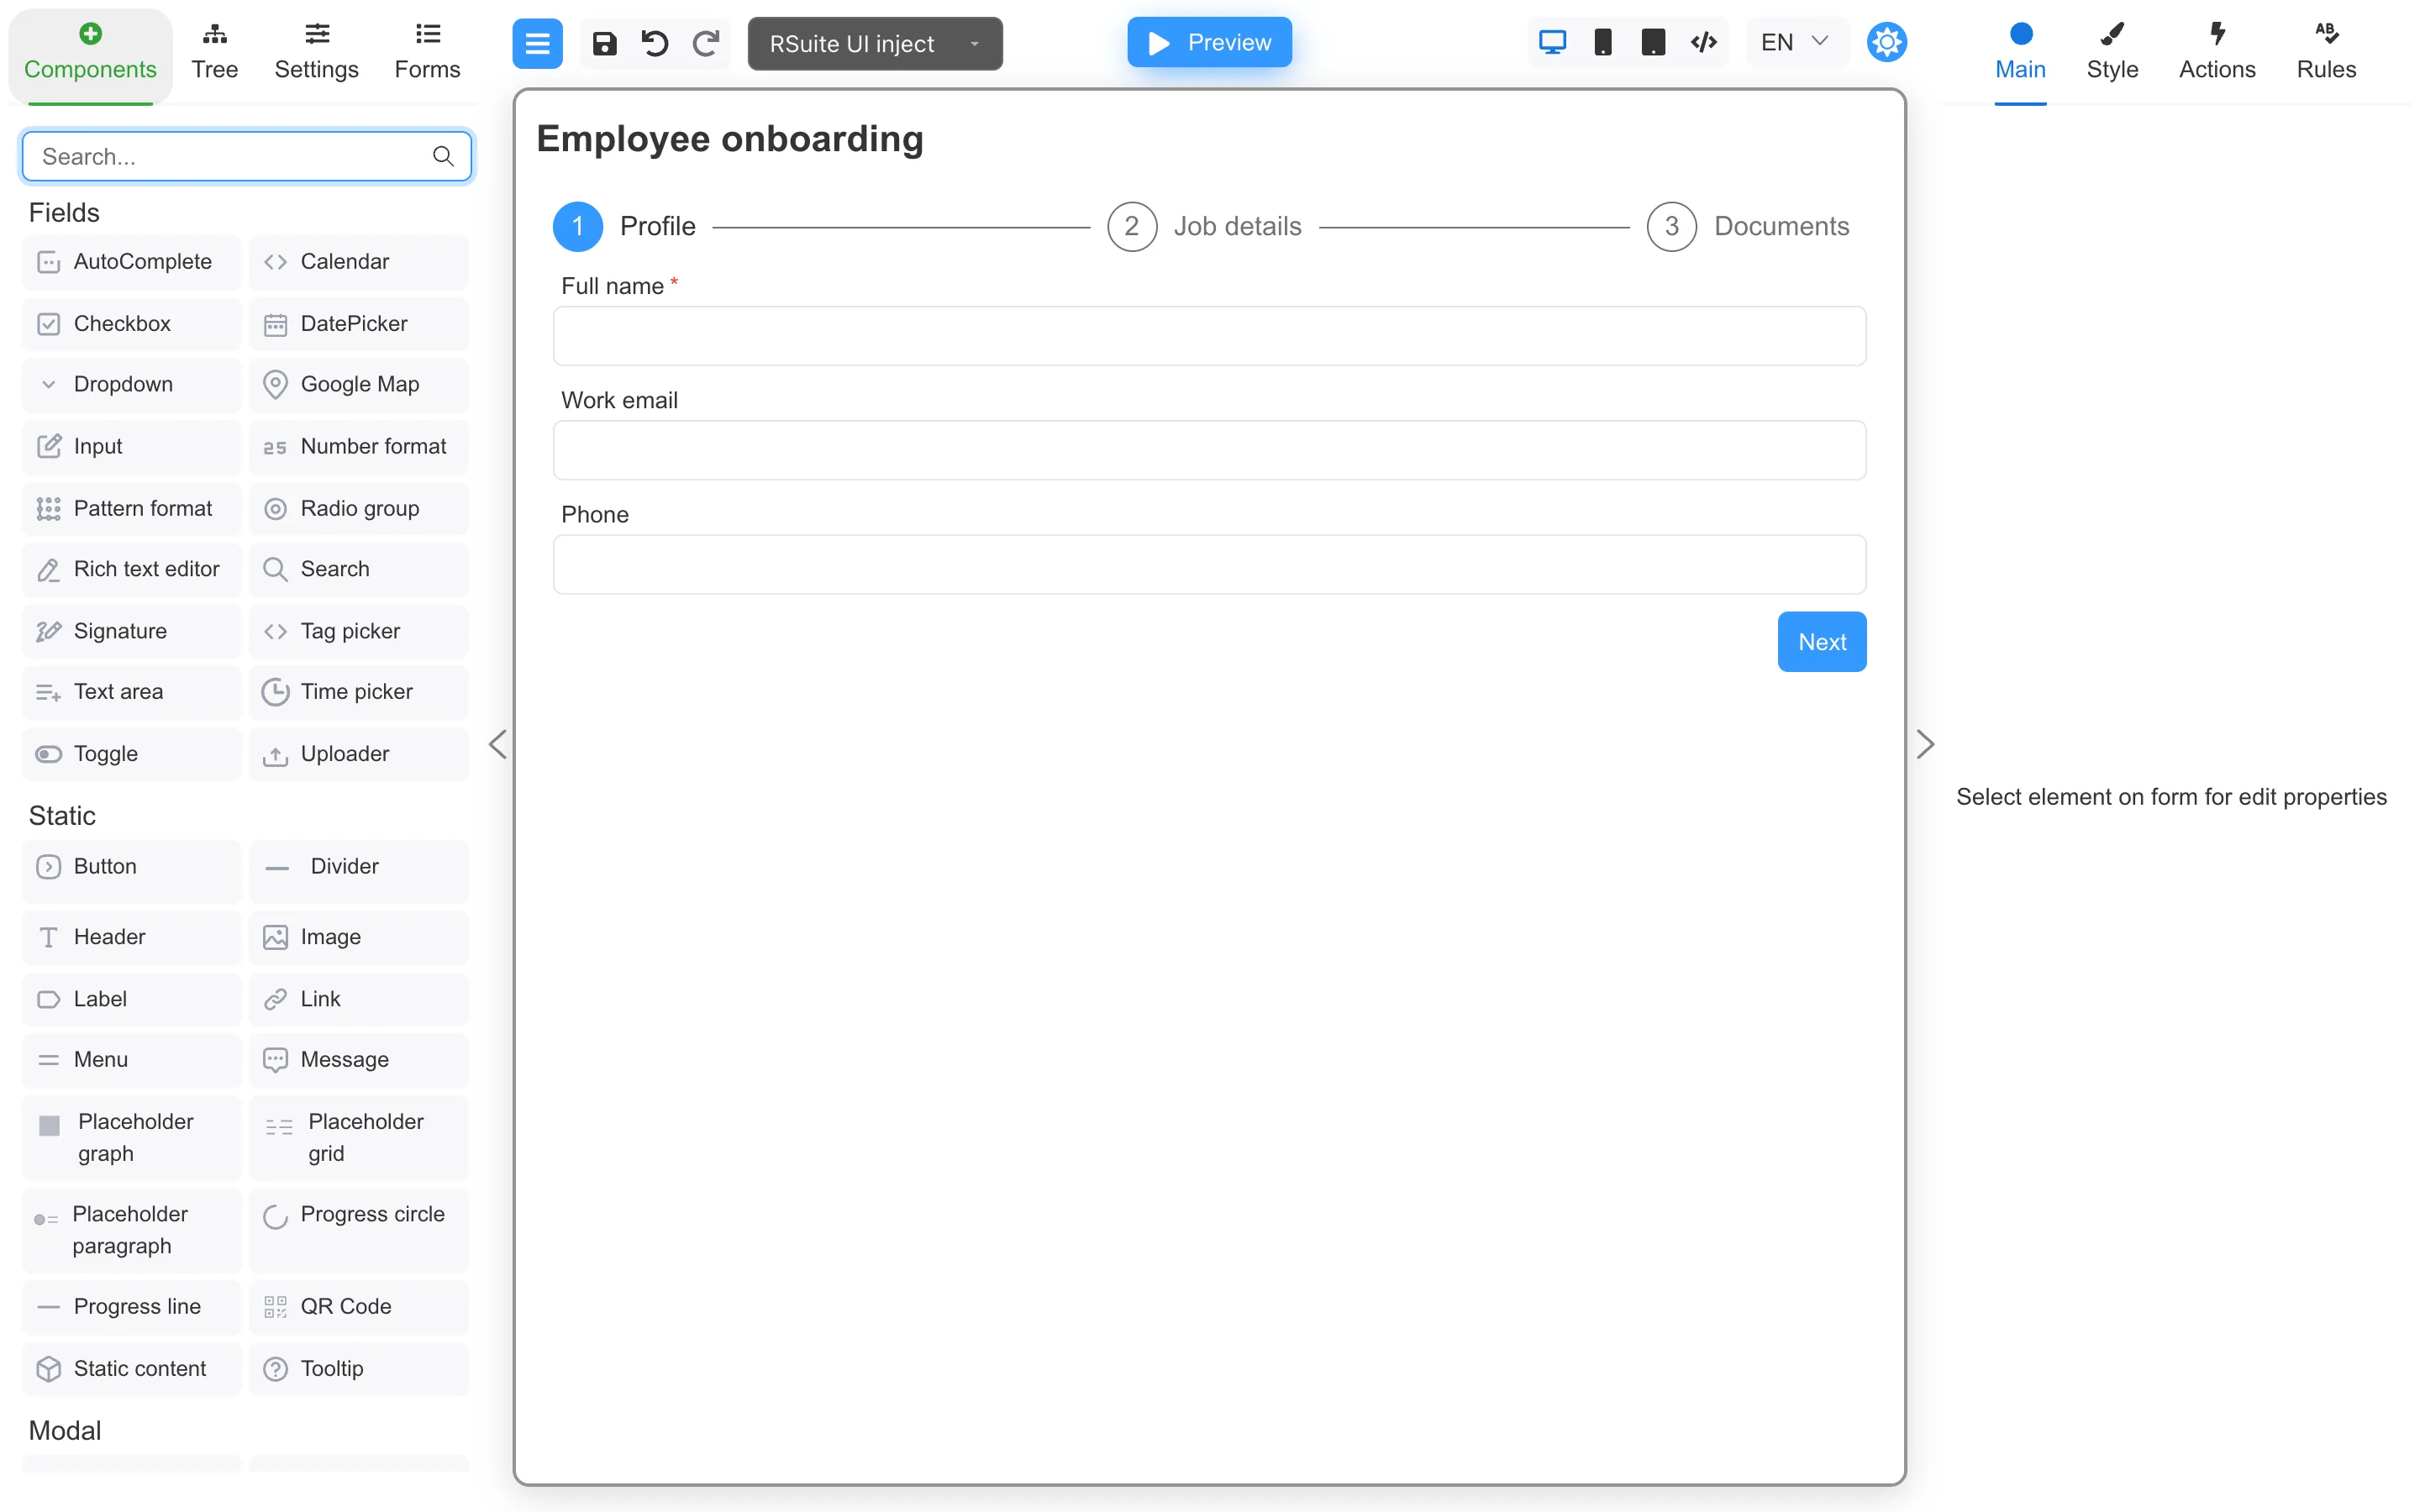 Components
Tree
Settings
Forms
RSuite UI inject
Preview
EN
Main
Style
Actions
Rules
Search...
Fields
AutoComplete
Calendar
Checkbox
DatePicker
Dropdown
Google Map
Input
Number format
Pattern format
Radio group
Rich text editor
Search
Signature
Tag picker
Text area
Time picker
Toggle
Uploader
Static
Button
Divider
Header
Image
Label
Link
Menu
Message
Placeholder
graph
Placeholder
grid
Placeholder
paragraph
Progress circle
Progress line
QR Code
Static content
Tooltip
Modal
Employee onboarding
1 Profile
2 Job details
3 Documents
Full name *
Work email
Phone
Next
Select element on form for edit properties